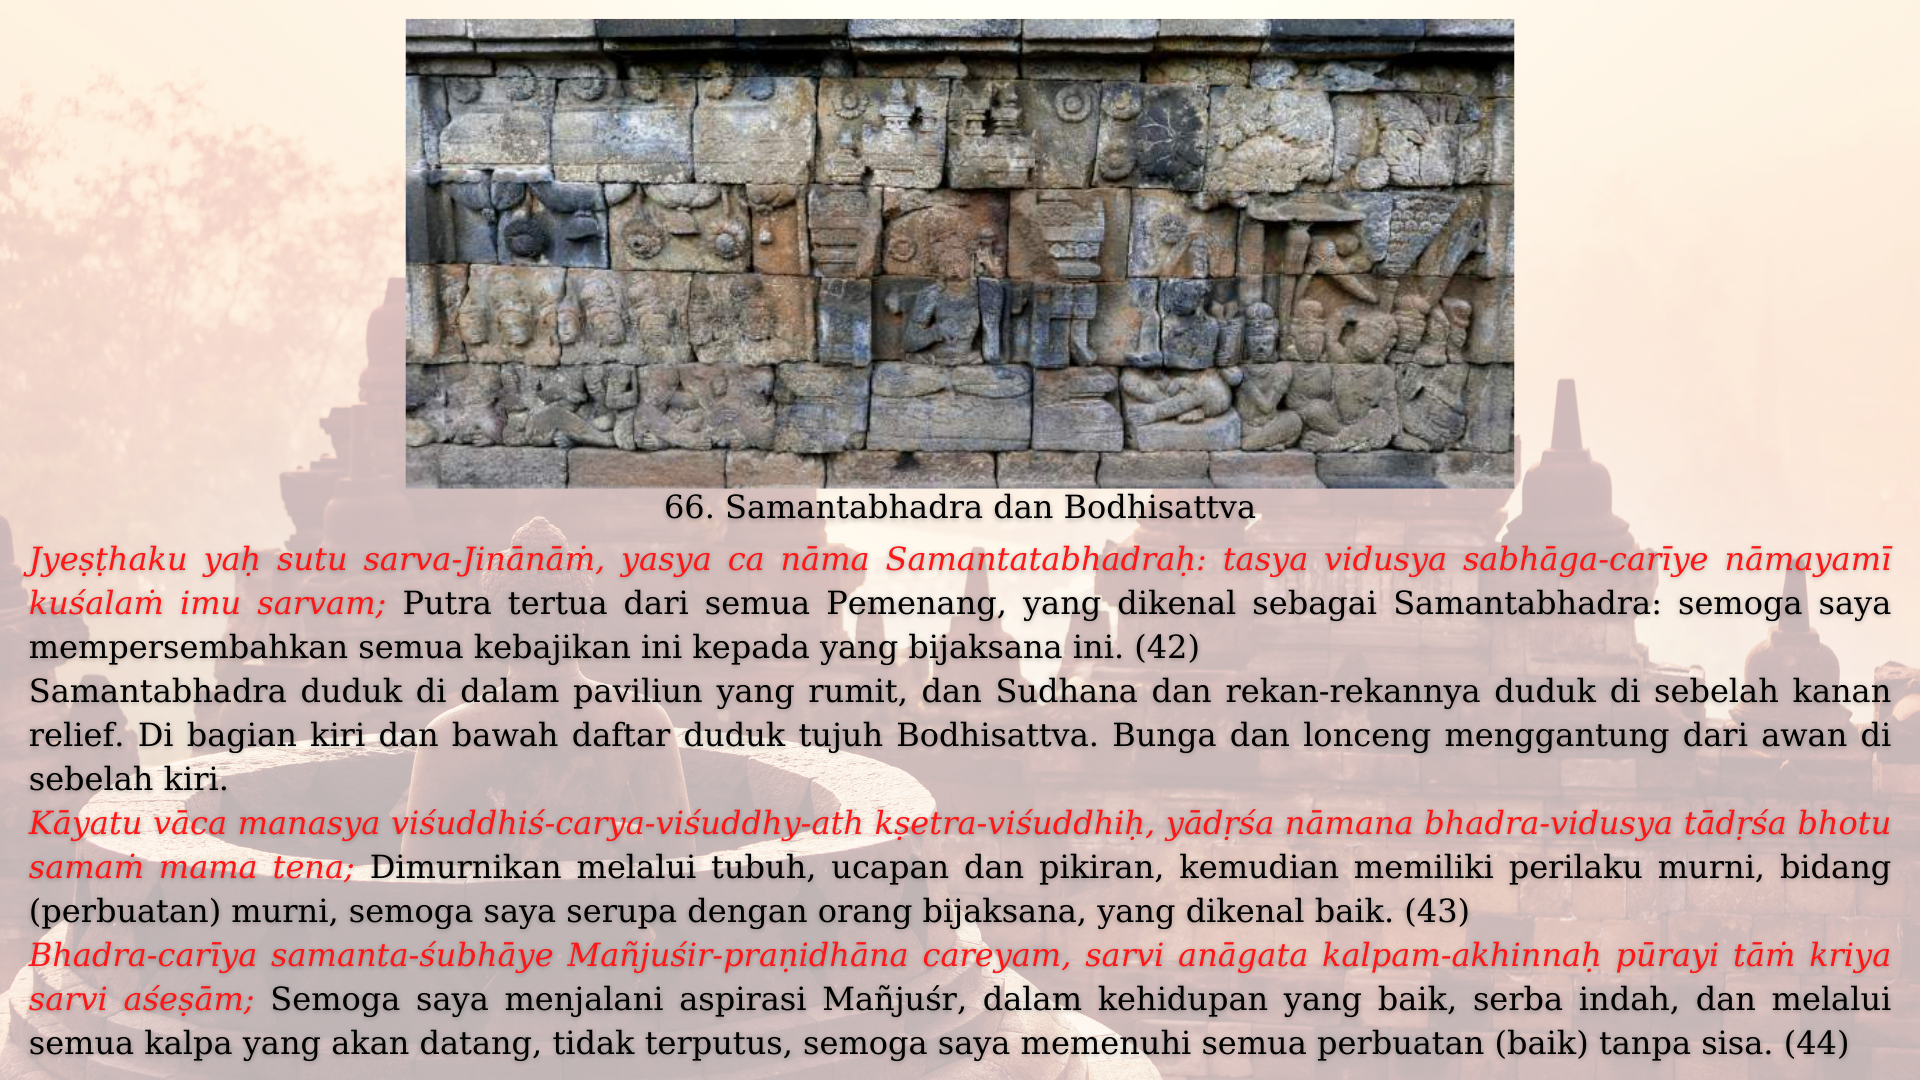 66. Samantabhadra dan Bodhisattva
Jyeṣṭhaku yaḥ sutu sarva-Jinānāṁ, yasya ca nāma Samantatabhadraḥ: tasya vidusya sabhāga-carīye nāmayamī
kuśalaṁ imu sarvam; Putra tertua dari semua Pemenang, yang dikenal sebagai Samantabhadra: semoga saya
mempersembahkan semua kebajikan ini kepada yang bijaksana ini. (42)
Samantabhadra duduk di dalam paviliun yang rumit, dan Sudhana dan rekan-rekannya duduk di sebelah kanan
relief. Di bagian kiri dan bawah daftar duduk tujuh Bodhisattva. Bunga dan lonceng menggantung dari awan di
sebelah kiri.
Kāyatu vāca manasya viśuddhiś-carya-viśuddhy-ath kṣetra-viśuddhiḥ, yādṛśa nāmana bhadra-vidusya tādṛśa bhotu
samaṁ mama tena; Dimurnikan melalui tubuh, ucapan dan pikiran, kemudian memiliki perilaku murni, bidang
(perbuatan) murni, semoga saya serupa dengan orang bijaksana, yang dikenal baik. (43)
Bhadra-carīya samanta-śubhāye Mañjuśir-praṇidhāna careyam, sarvi anāgata kalpam-akhinnaḥ pūrayi tāṁ kriya
sarvi aśeṣām; Semoga saya menjalani aspirasi Mañjuśr, dalam kehidupan yang baik, serba indah, dan melalui
semua kalpa yang akan datang, tidak terputus, semoga saya memenuhi semua perbuatan (baik) tanpa sisa. (44)